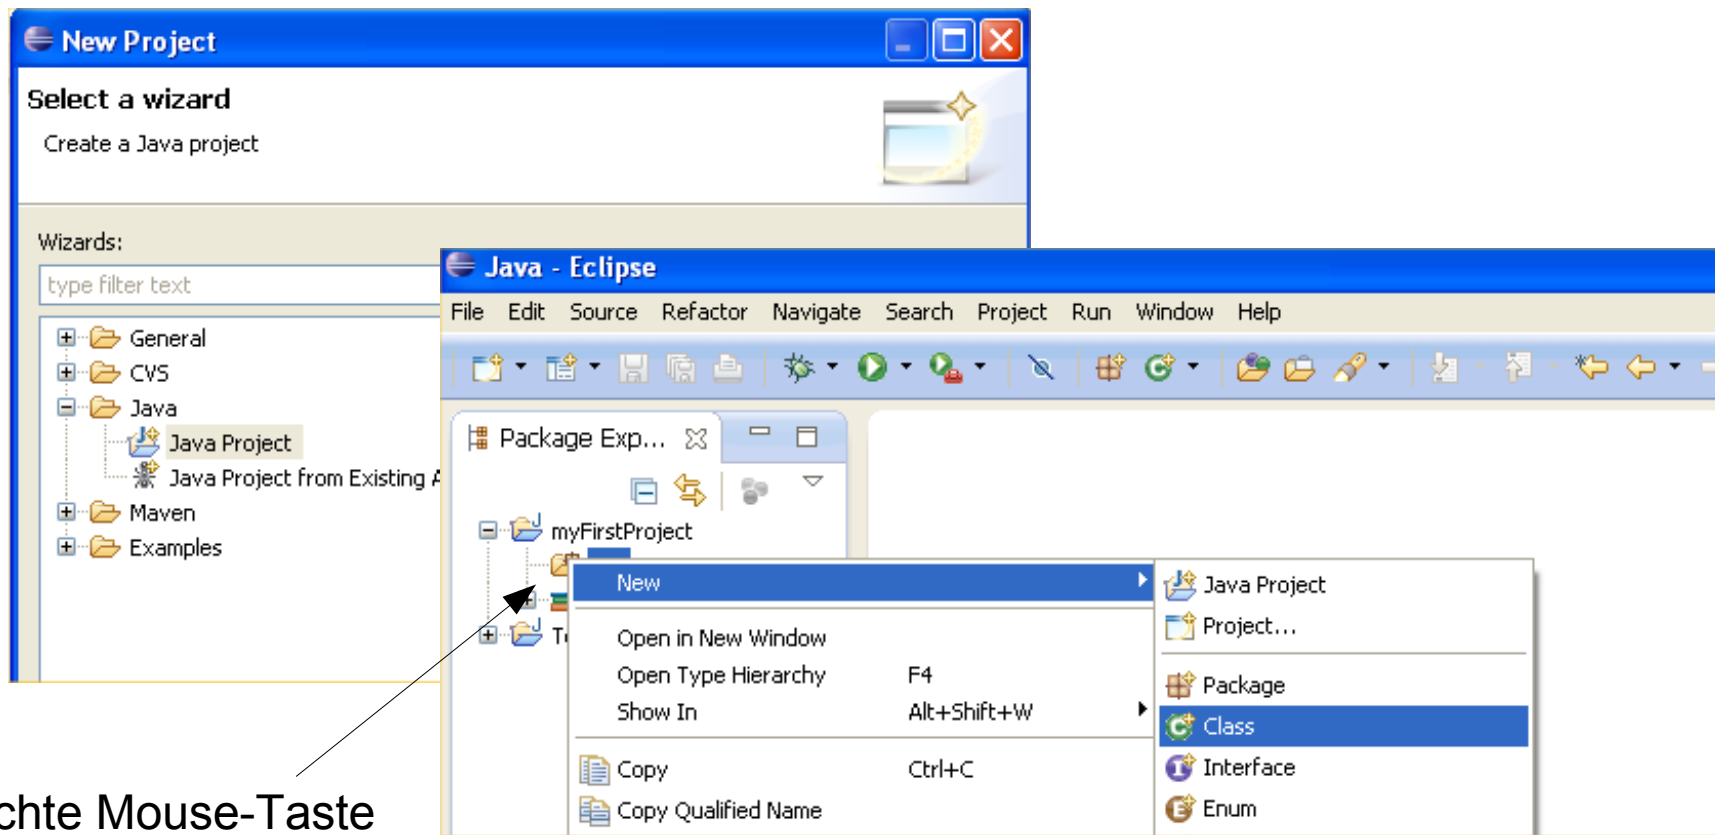 New Project
Select a wizard
Create a Java project
Wizards:
type filter text
General
CVS
Java
Java Project
Java Project from Existing
Maven
Examples
Java - Eclipse
File Edit Source Refactor Navigate Search Project Run Window Help
Package Exp...
myFirstProject
New
Open in New Window
Open Type Hierarchy F4
Show In Alt+Shift+W
Copy Ctrl+C
Copy Qualified Name
Java Project
Project...
Package
Class
Interface
Enum
chte Mouse-Taste